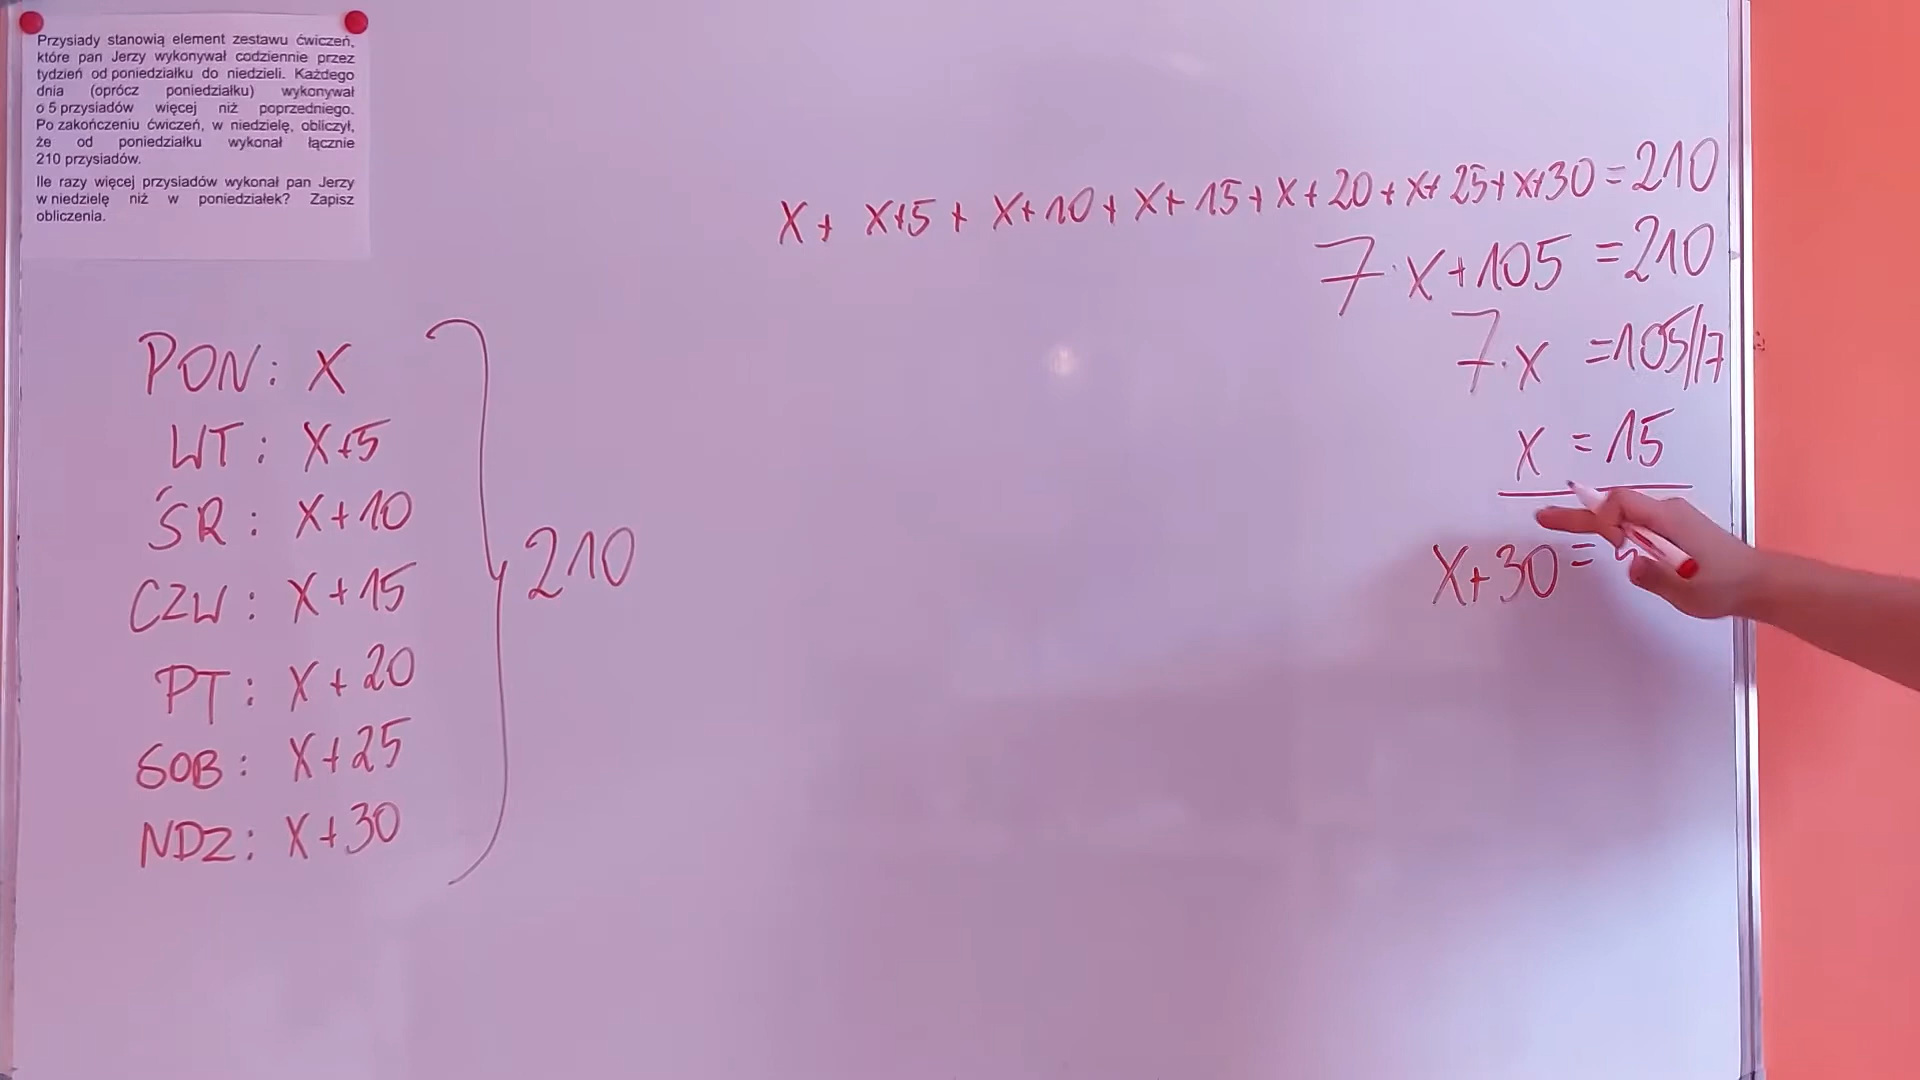 Przysiady stanowią element zestawu ćwiczeń,
które pan Jerzy wykonywał codziennie przez
tydzień od poniedziałku do niedzieli. Każdego
dnia (oprócz poniedziałku) wykonywał
o 5 przysiadów więcej niż poprzedniego.
Po zakończeniu ćwiczeń, w niedzielę, obliczył,
że od poniedziałku wykonał łącznie
210 przysiadów.
Ile razy więcej przysiadów wykonał pan Jerzy
w niedzielę niż w poniedziałek? Zapisz
obliczenia.
PON: X
WT: X+5
ŚR: X+10
CZW: X+15
PT: X+20
SOB: X+25
NDZ: X+30
210
X + X+5 + X+10 + X+15 + X+20 + X+25 + X+30 = 210
7·X+105 = 210
7·X = 105 |:7
X = 15
X+30 =